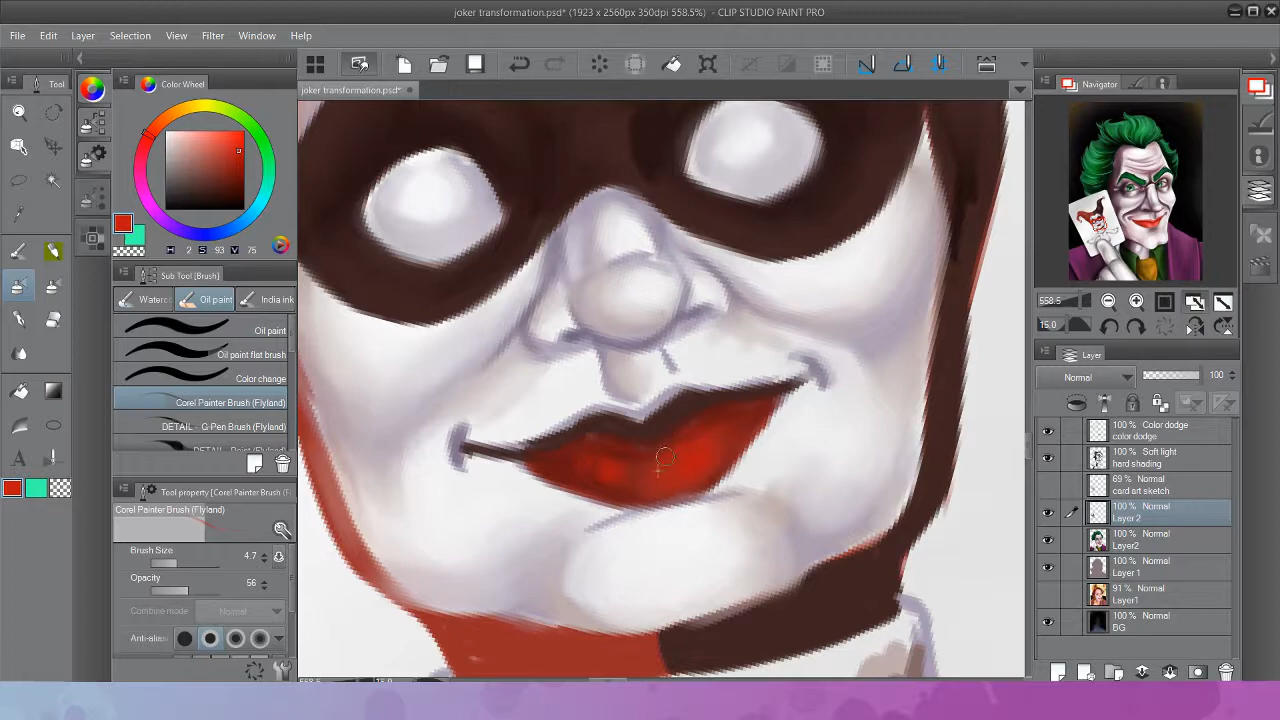 joker transformation.psd* (1923 x 2560px 350dpi 558.5%) - CLIP STUDIO PAINT PRO
File Edit Layer Selection View Filter Window Help
Tool
Color Wheel
joker transformation.psd*
Navigator
H 2 S 93 V 75
Sub Tool [Brush]
Waterc Oil paint India ink
Oil paint
Oil paint flat brush
Color change
Corel Painter Brush (Flyland)
DETAIL - G-Pen Brush (Flyland)
Tool property [Corel Painter Brush (Flyland)
Corel Painter Brush (Flyland)
Brush Size 4.7
Opacity 56
Combine mode Normal
Anti-alias
558.5
15.0
Layer
Normal 100
100 % Color dodge
color dodge
100 % Soft light
hard shading
69 % Normal
card art sketch
100 % Normal
Layer 2
100 % Normal
Layer2
100 % Normal
Layer 1
91 % Normal
Layer1
100 % Normal
BG